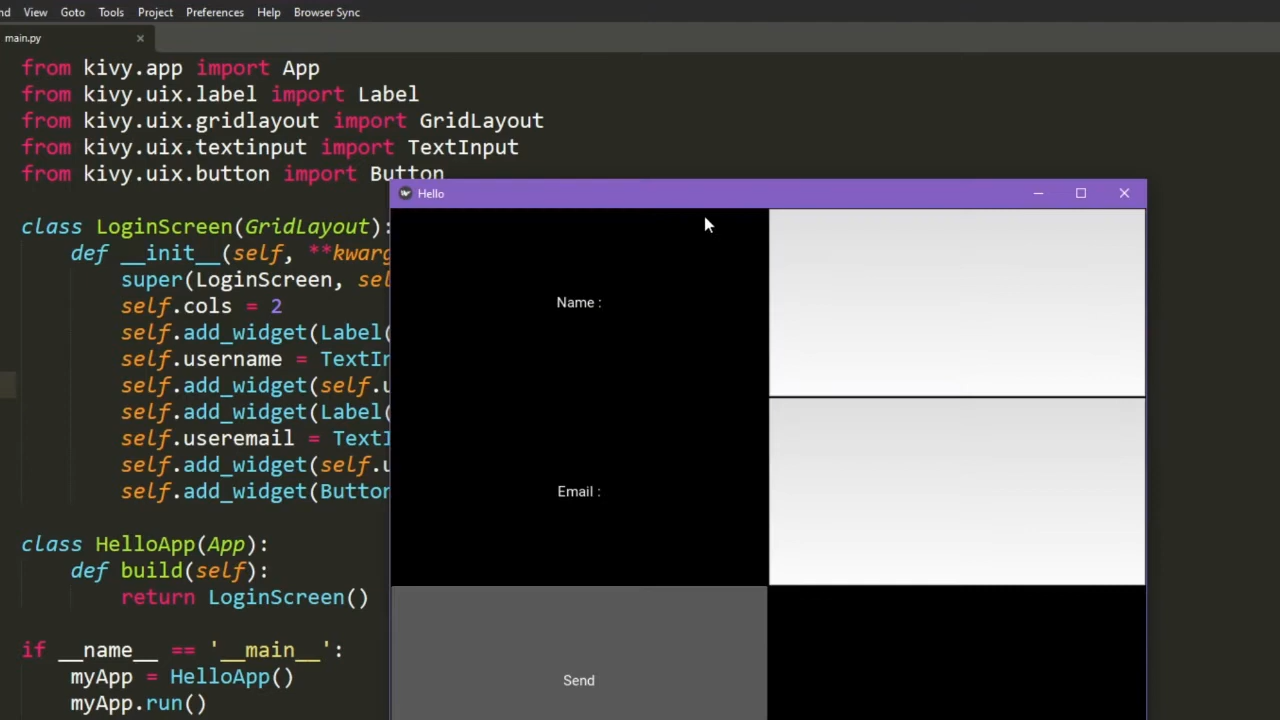 View Goto Tools Project Preferences Help Browser Sync
main.py
from kivy.app import App
from kivy.uix.label import Label
from kivy.uix.gridlayout import GridLayout
from kivy.uix.textinput import TextInput
from kivy.uix.button import Button
class LoginScreen(GridLayout):
def __init__(self, **kwarg
super(LoginScreen, sel
self.cols = 2
self.add_widget(Label(
self.username = TextIn
self.add_widget(self.u
self.add_widget(Label(
self.useremail = TextI
self.add_widget(self.u
self.add_widget(Button
class HelloApp(App):
def build(self):
return LoginScreen()
if __name__ == '__main__':
myApp = HelloApp()
myApp.run()
Hello
Name :
Email :
Send